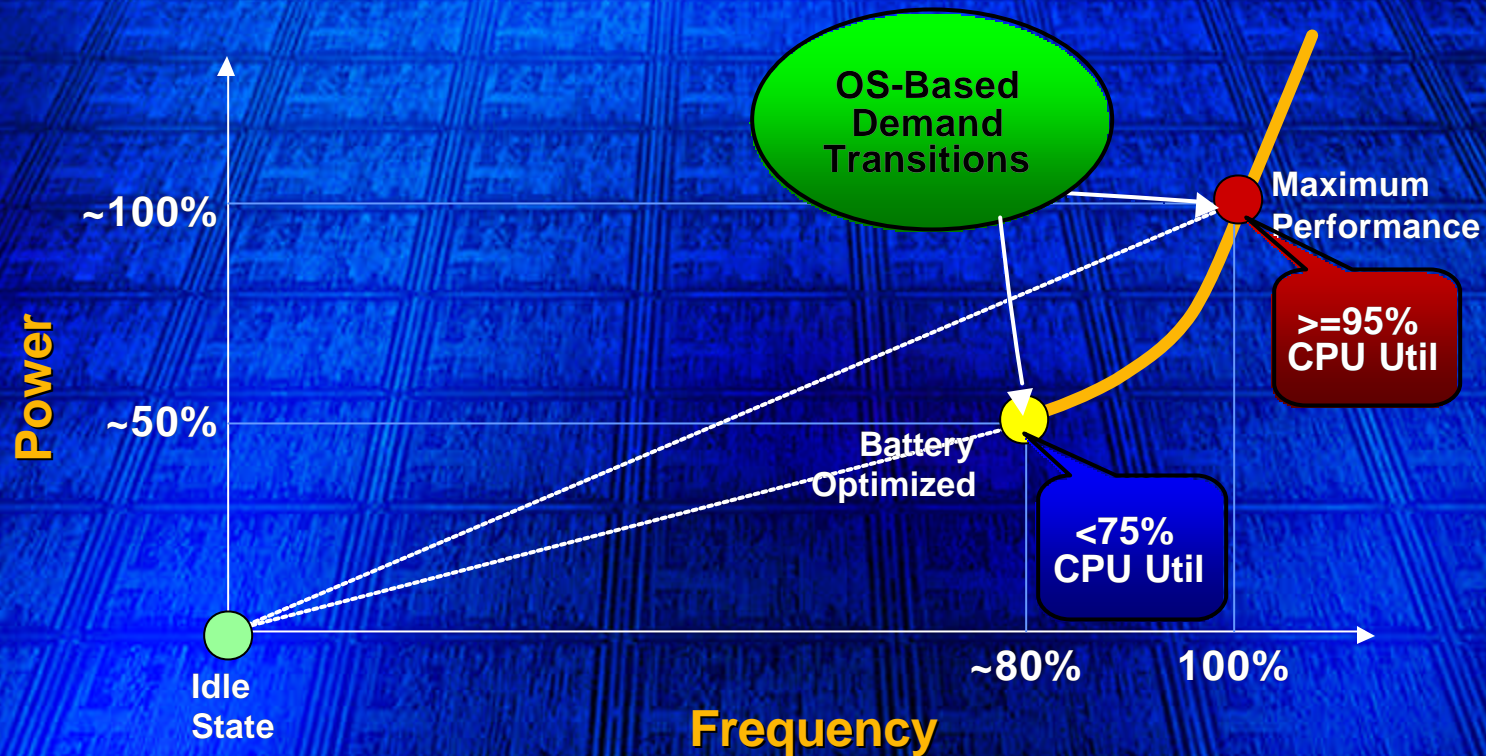 OS-Based
Demand
Transitions
Maximum
Performance
~100%
>=95%
CPU Util
Power
~50%
Battery
Optimized
<75%
CPU Util
~80%
100%
Idle
State
Frequency